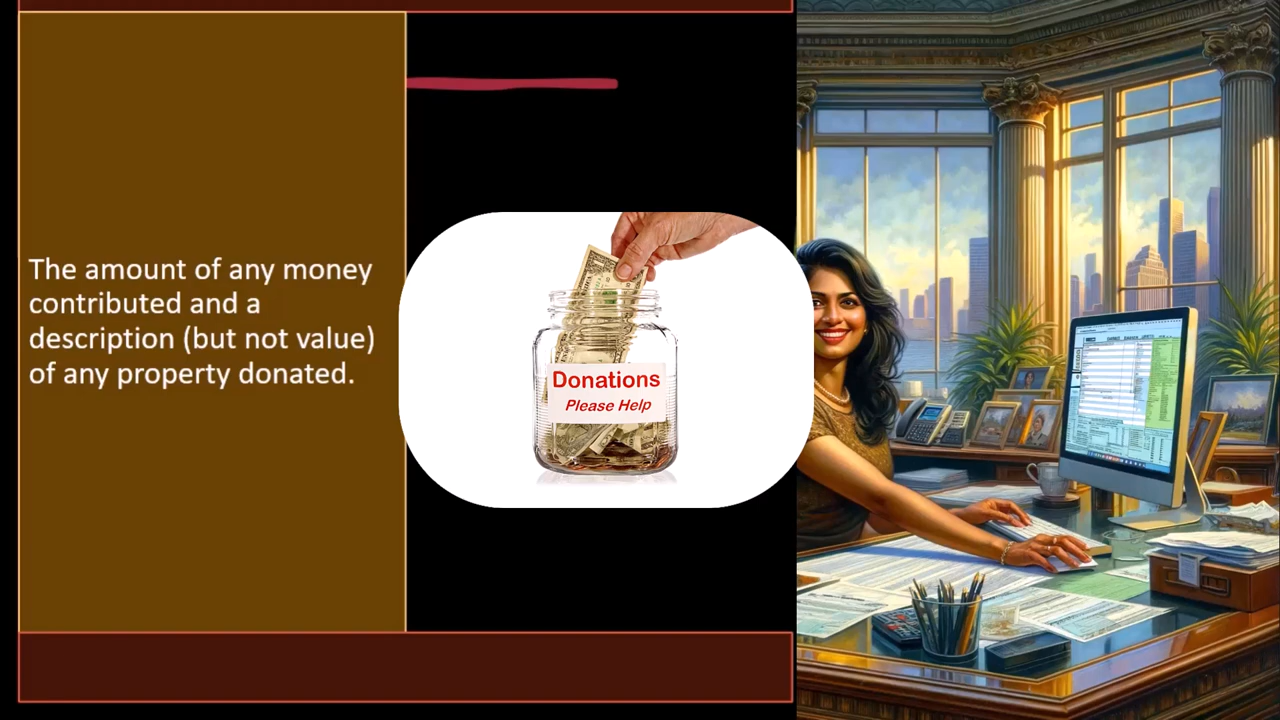 The amount of any money
contributed and a
description (but not value)
of any property donated.
Donations
Please Help